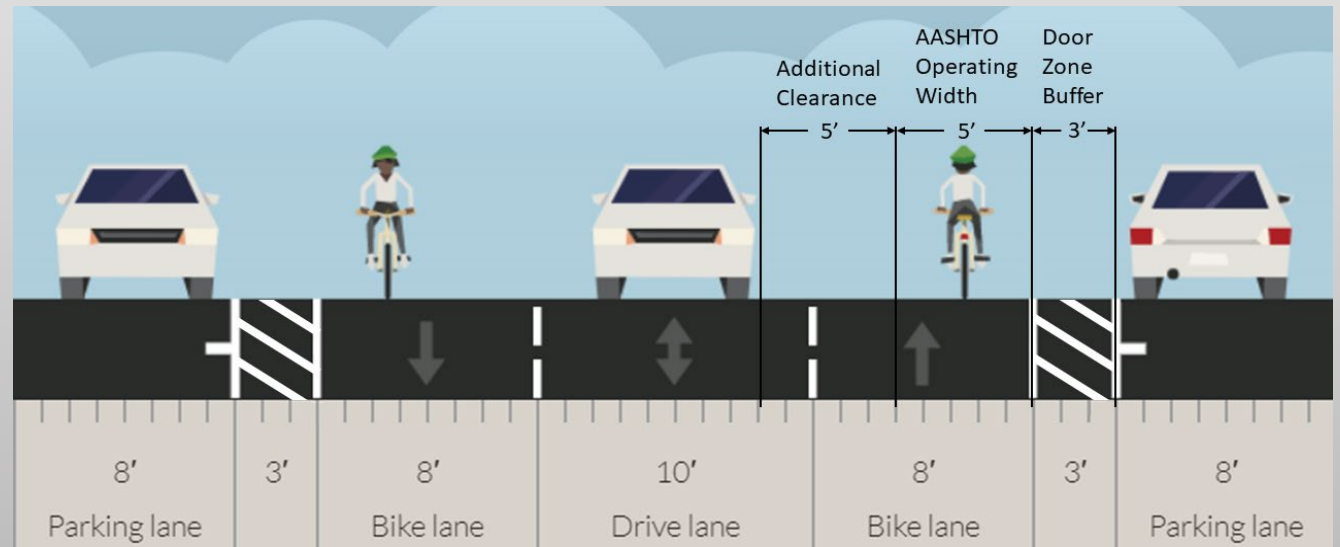 Additional
Clearance
AASHTO
Operating
Width
Door
Zone
Buffer
5’ 5’ 3’
8′ 3′ 8′ 10′ 8′ 3′ 8′
Parking lane Bike lane Drive lane Bike lane Parking lane